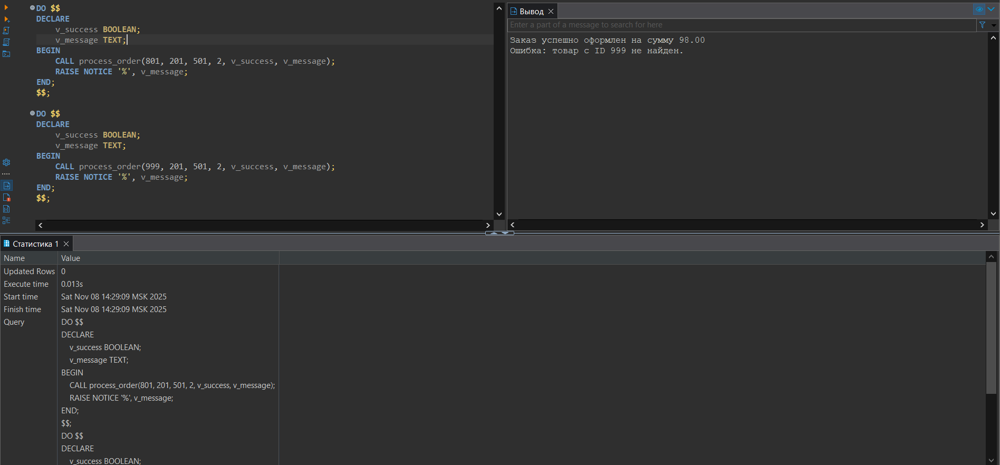 DO $$
DECLARE
    v_success BOOLEAN;
    v_message TEXT;
BEGIN
    CALL process_order(801, 201, 501, 2, v_success, v_message);
    RAISE NOTICE '%', v_message;
END;
$$;
DO $$
DECLARE
    v_success BOOLEAN;
    v_message TEXT;
BEGIN
    CALL process_order(999, 201, 501, 2, v_success, v_message);
    RAISE NOTICE '%', v_message;
END;
$$;
Вывод
Enter a part of a message to search for here
Заказ успешно оформлен на сумму 98.00
Ошибка: товар с ID 999 не найден.
Статистика 1
Name Value
Updated Rows 0
Execute time 0.013s
Start time Sat Nov 08 14:29:09 MSK 2025
Finish time Sat Nov 08 14:29:09 MSK 2025
Query DO $$
DECLARE
    v_success BOOLEAN;
    v_message TEXT;
BEGIN
    CALL process_order(801, 201, 501, 2, v_success, v_message);
    RAISE NOTICE '%', v_message;
END;
$$;
DO $$
DECLARE
    v_success BOOLEAN;